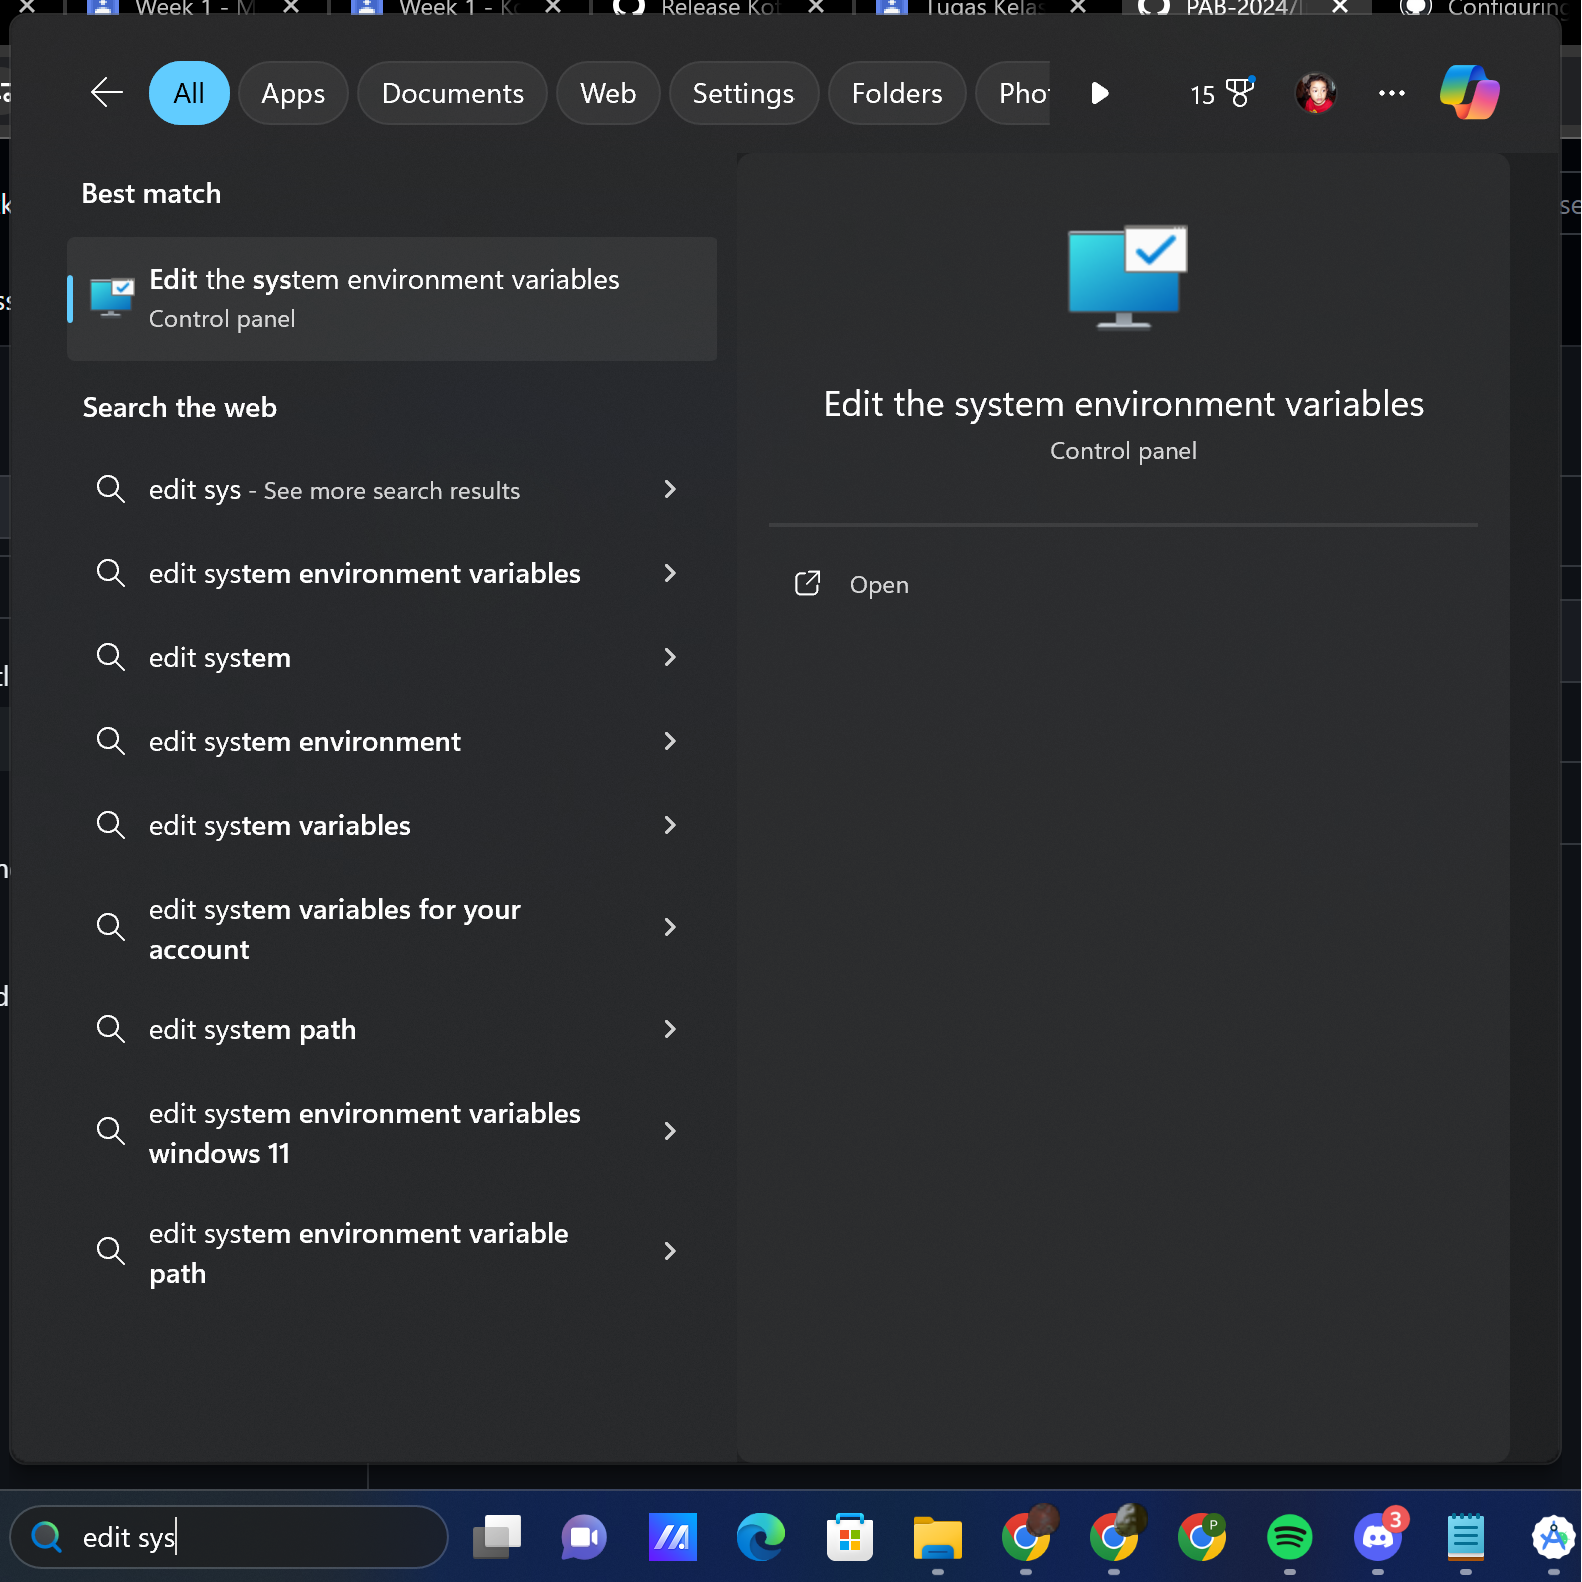 Week 1 - M
Week 1 - Ko
Release Kot
Tugas Kelas
PAB-2024/
Configuring
All
Apps
Documents
Web
Settings
Folders
Pho
15
Best match
Edit the system environment variables
Control panel
Search the web
edit sys - See more search results
edit system environment variables
edit system
edit system environment
edit system variables
edit system variables for your
account
edit system path
edit system environment variables
windows 11
edit system environment variable
path
Edit the system environment variables
Control panel
Open
edit sys
P
3